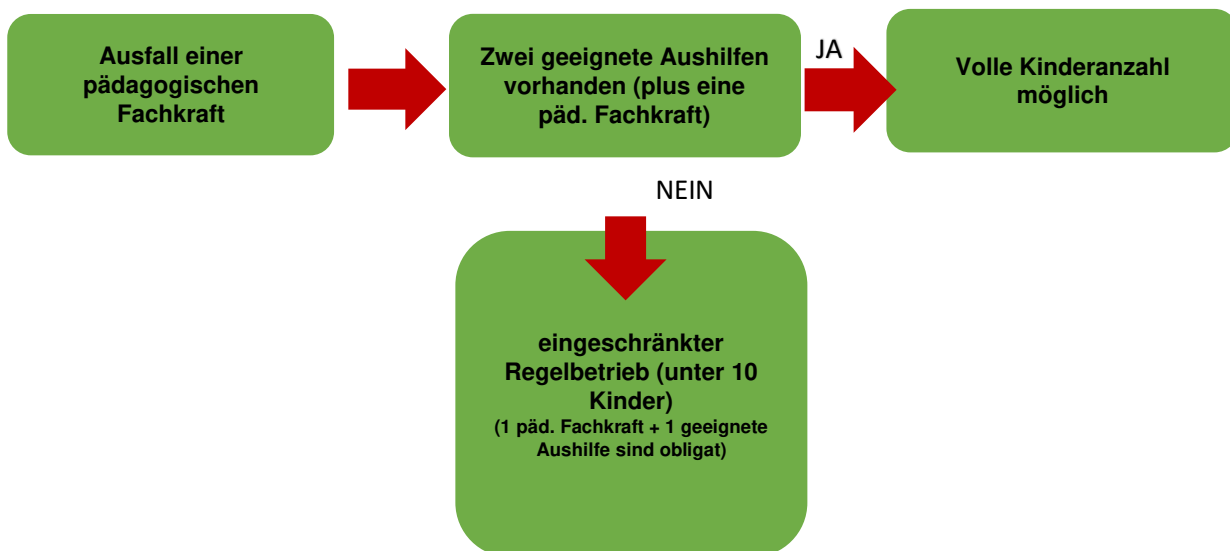 Ausfall einer
pädagogischen
Fachkraft
Zwei geeignete Aushilfen
vorhanden (plus eine
päd. Fachkraft)
JA
Volle Kinderanzahl
möglich
NEIN
eingeschränkter
Regelbetrieb (unter 10
Kinder)
(1 päd. Fachkraft + 1 geeignete
Aushilfe sind obligat)